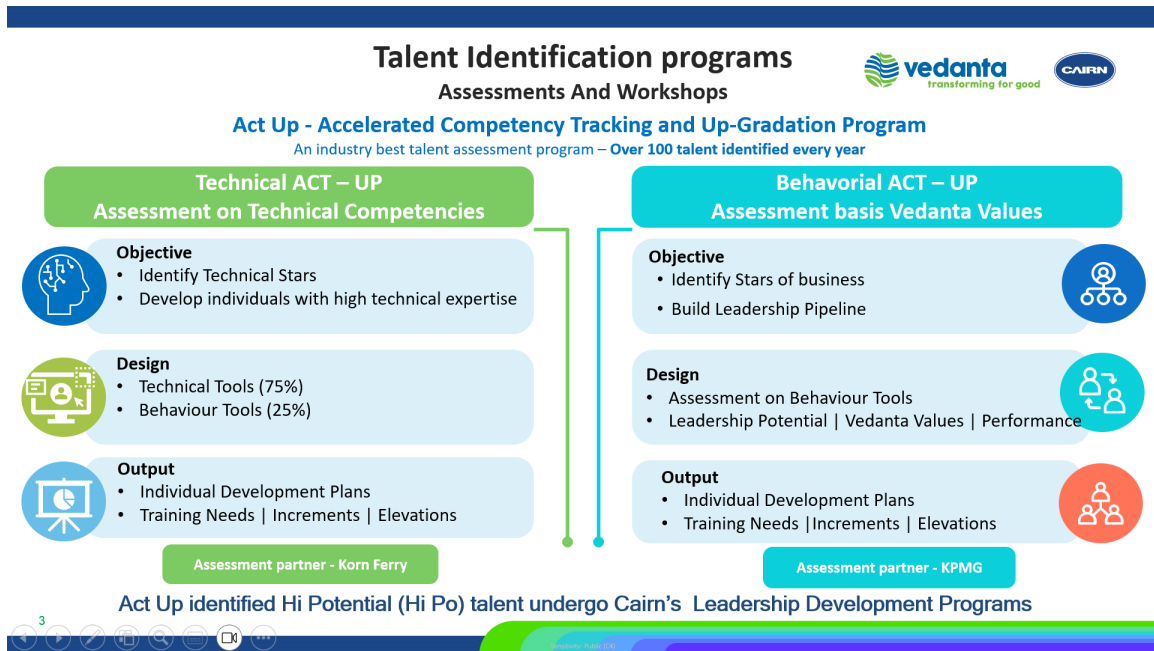 Talent Identification programs
Assessments And Workshops
vedanta
transforming for good
CAIRN
Act Up - Accelerated Competency Tracking and Up-Gradation Program
An industry best talent assessment program – Over 100 talent identified every year
Technical ACT – UP
Assessment on Technical Competencies
Objective
• Identify Technical Stars
• Develop individuals with high technical expertise
Design
• Technical Tools (75%)
• Behaviour Tools (25%)
Output
• Individual Development Plans
• Training Needs | Increments | Elevations
Assessment partner - Korn Ferry
Behavorial ACT – UP
Assessment basis Vedanta Values
Objective
• Identify Stars of business
• Build Leadership Pipeline
Design
• Assessment on Behaviour Tools
• Leadership Potential | Vedanta Values | Performance
Output
• Individual Development Plans
• Training Needs |Increments | Elevations
Assessment partner - KPMG
Act Up identified Hi Potential (Hi Po) talent undergo Cairn's Leadership Development Programs
3
Sensitivity: Public (C4)